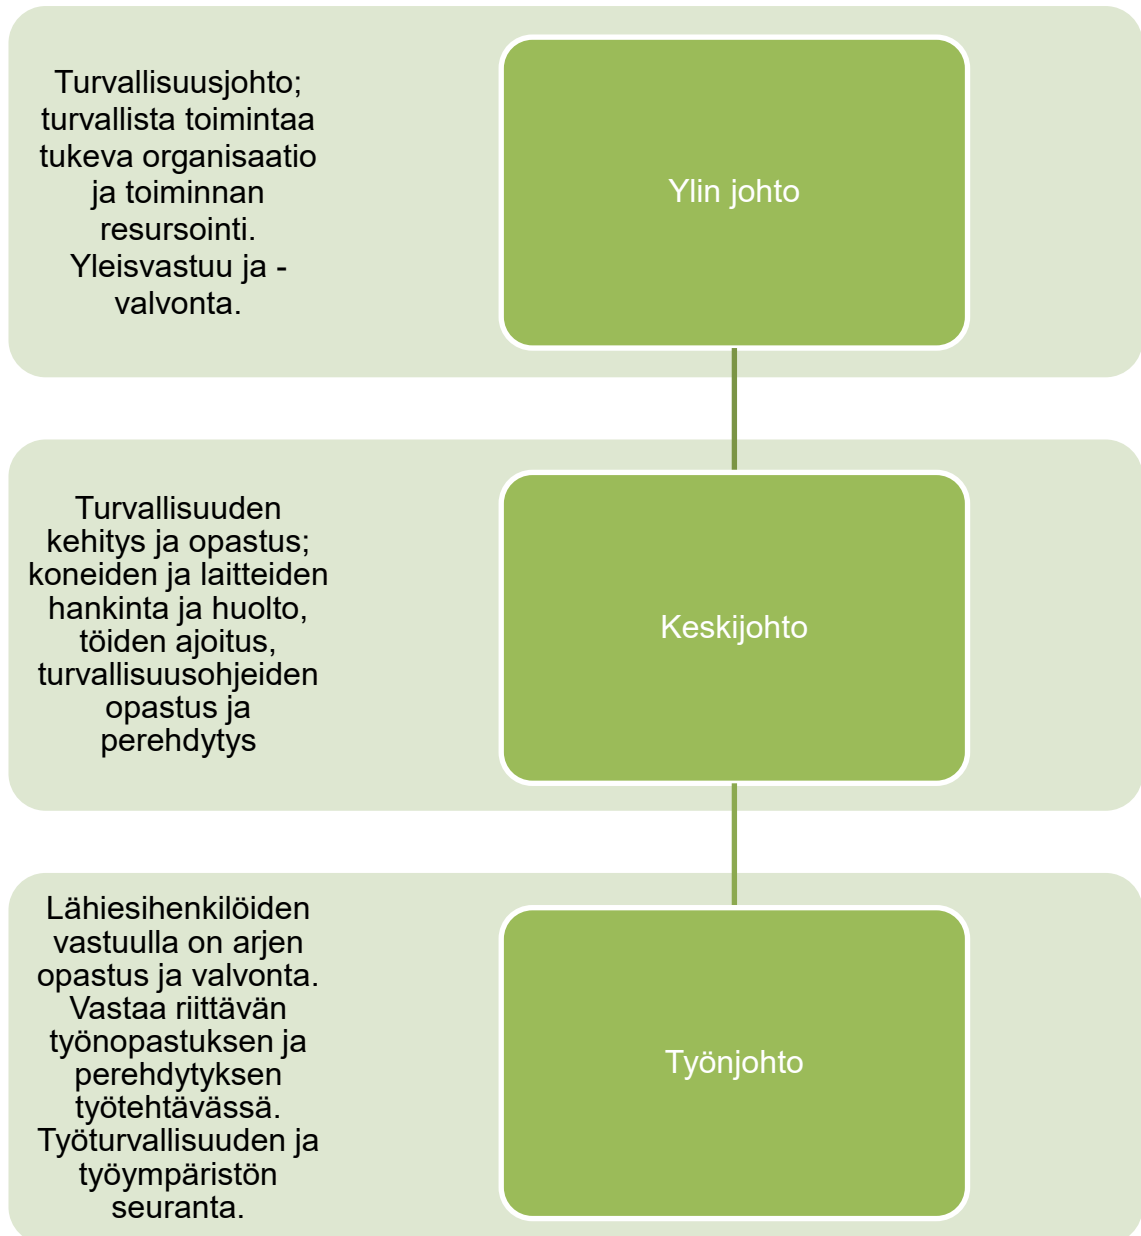 Turvallisuusjohto;
turvallista toimintaa
tukeva organisaatio
ja toiminnan
resursointi.
Yleisvastuu ja -
valvonta.
Ylin johto
Turvallisuuden
kehitys ja opastus;
koneiden ja laitteiden
hankinta ja huolto,
töiden ajoitus,
turvallisuusohjeiden
opastus ja
perehdytys
Keskijohto
Lähiesihenkilöiden
vastuulla on arjen
opastus ja valvonta.
Vastaa riittävän
työnopastuksen ja
perehdytyksen
työtehtävässä.
Työturvallisuuden ja
työympäristön
seuranta.
Työnjohto